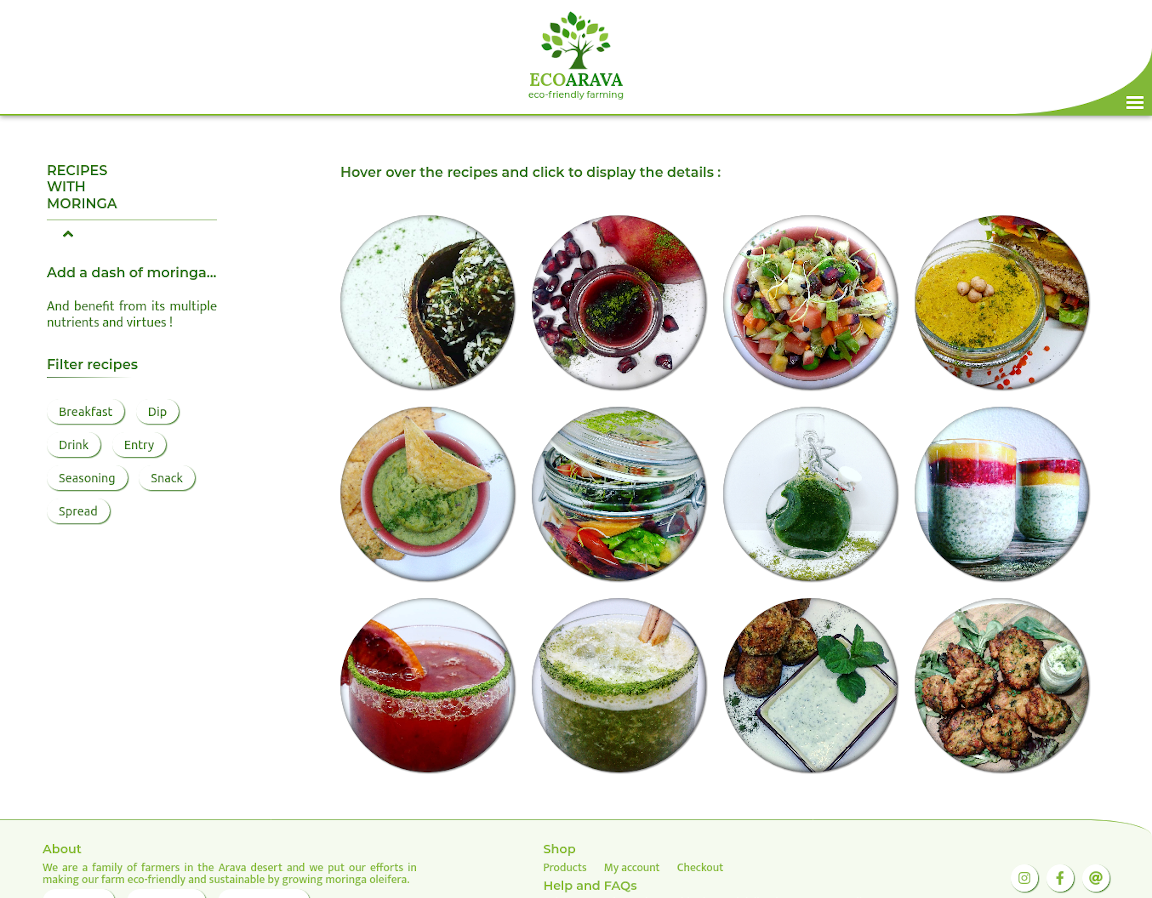 ECOARAVA
eco-friendly farming
RECIPES
WITH
MORINGA
Add a dash of moringa...
And benefit from its multiple
nutrients and virtues !
Filter recipes
Breakfast
Dip
Drink
Entry
Seasoning
Snack
Spread
Hover over the recipes and click to display the details :
About
We are a family of farmers in the Arava desert and we put our efforts in
making our farm eco-friendly and sustainable by growing moringa oleifera.
Shop
Products My account Checkout
Help and FAQs